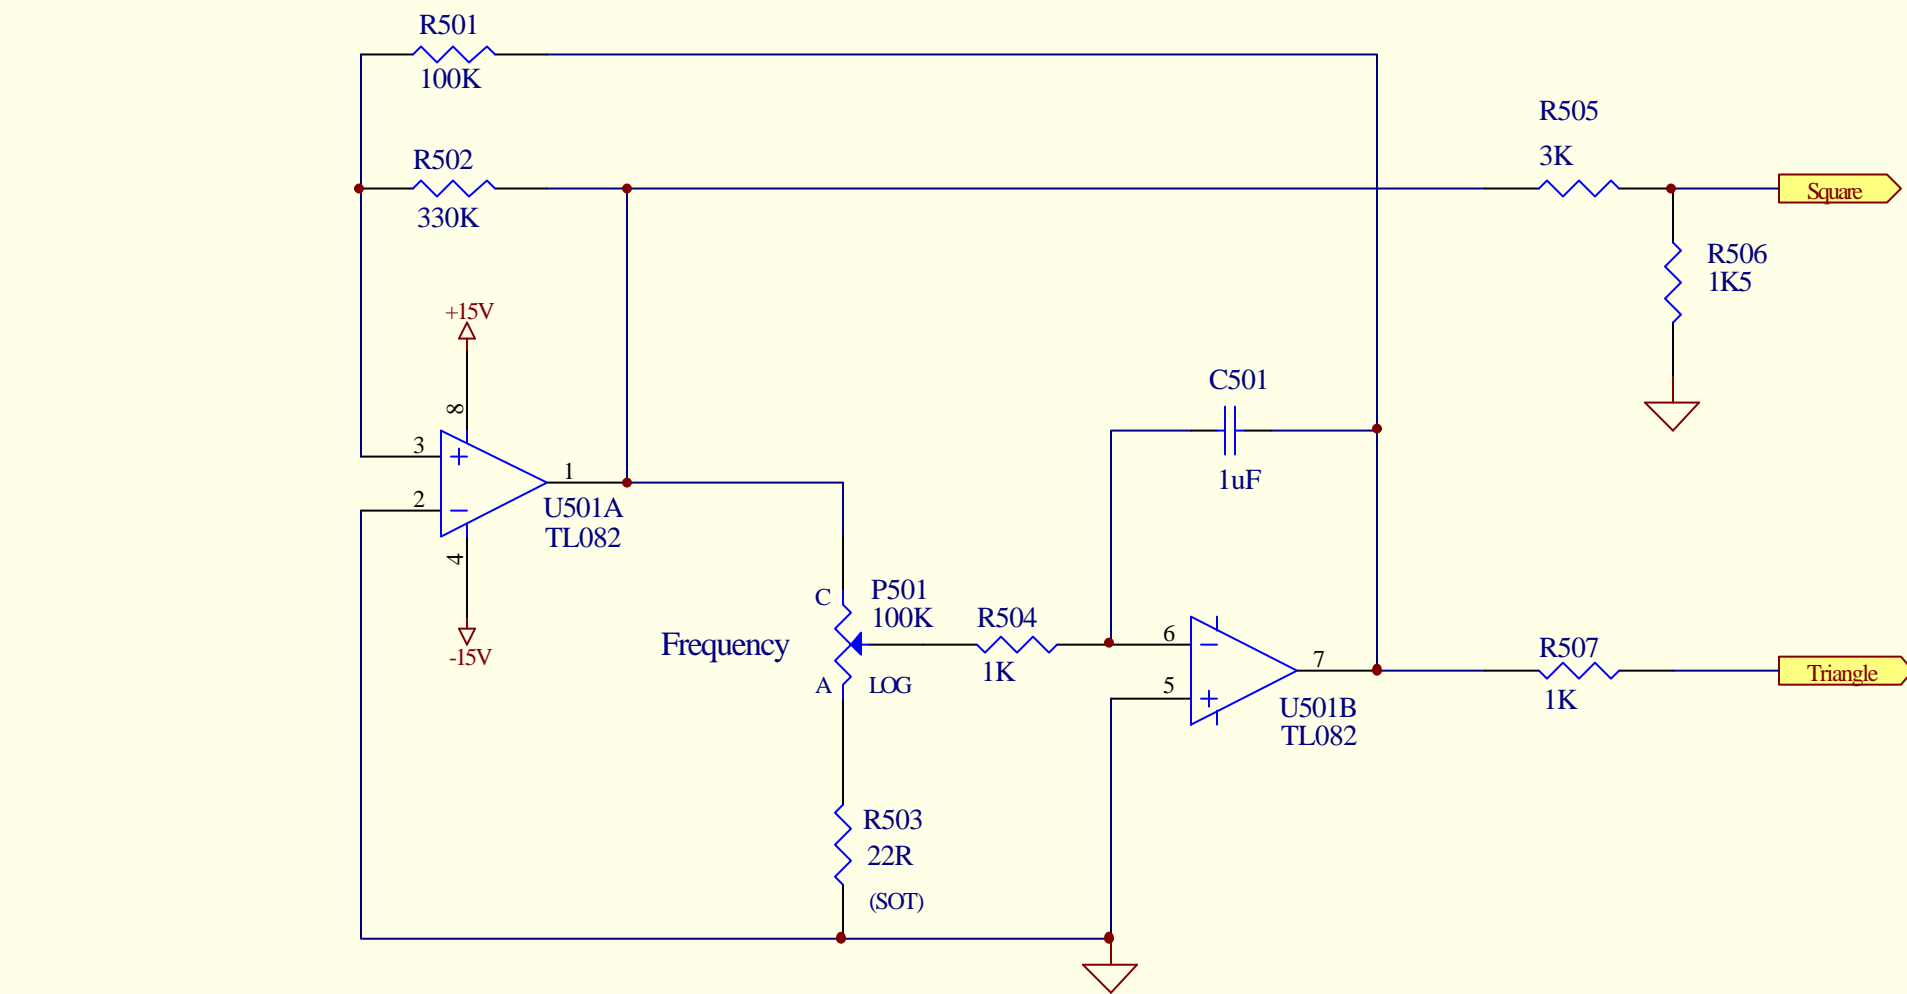 R501
100K
R505
3K
R502
330K
Square
R506
1K5
+15V
8
C501
1uF
3
+
1
2
−
U501A
TL082
4
-15V
C
P501
100K
Frequency
A
LOG
R504
1K
6
−
7
5
+
U501B
TL082
R507
1K
Triangle
R503
22R
(SOT)